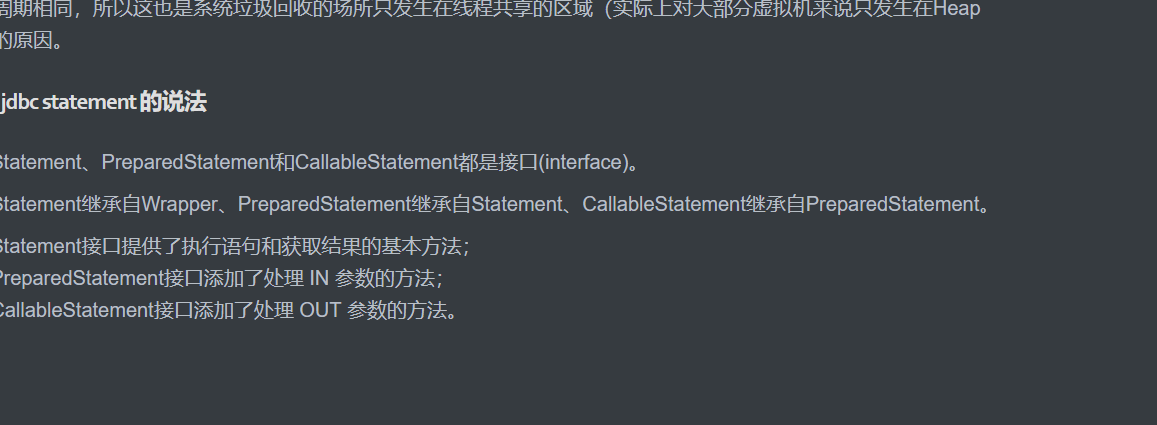 周期相同，所以这也是系统垃圾回收的场所只发生在线程共享的区域（实际上对大部分虚拟机来说只发生在Heap
的原因。
jdbc statement 的说法
Statement、PreparedStatement和CallableStatement都是接口(interface)。
Statement继承自Wrapper、PreparedStatement继承自Statement、CallableStatement继承自PreparedStatement。
Statement接口提供了执行语句和获取结果的基本方法；
PreparedStatement接口添加了处理 IN 参数的方法；
CallableStatement接口添加了处理 OUT 参数的方法。